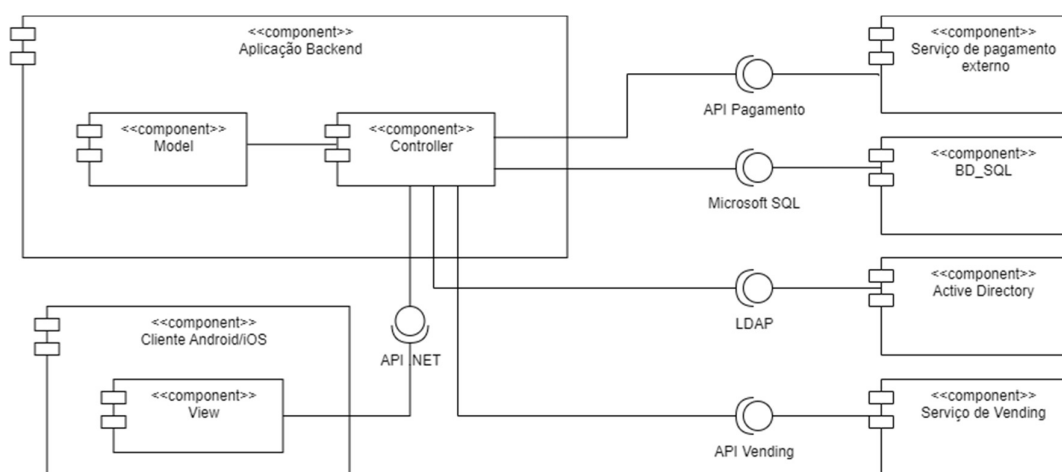 <<component>>
Aplicação Backend
<<component>>
Model
<<component>>
Controller
<<component>>
Serviço de pagamento
externo
API Pagamento
<<component>>
BD_SQL
Microsoft SQL
<<component>>
Active Directory
LDAP
<<component>>
Cliente Android/iOS
API .NET
<<component>>
View
<<component>>
Serviço de Vending
API Vending